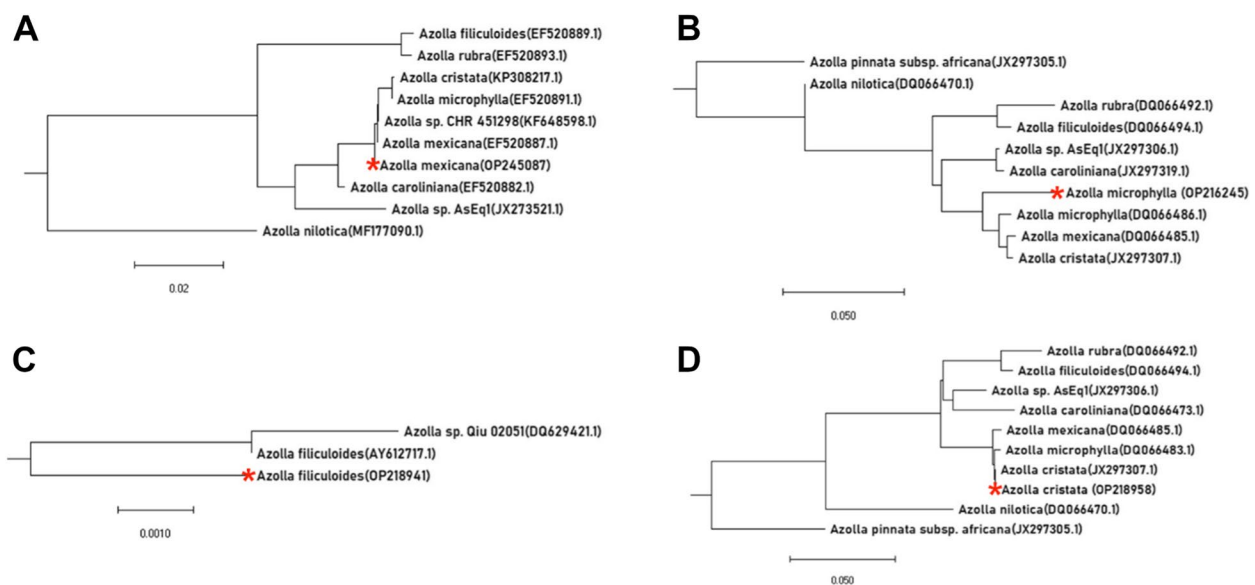 A
Azolla filiculoides(EF520889.1)
Azolla rubra(EF520893.1)
Azolla cristata(KP308217.1)
Azolla microphylla(EF520891.1)
Azolla sp. CHR 451298(KF648598.1)
Azolla mexicana(EF520887.1)
*Azolla mexicana(OP245087)
Azolla caroliniana(EF520882.1)
Azolla sp. AsEq1(JX273521.1)
Azolla nilotica(MF177090.1)
0.02
B
Azolla pinnata subsp. africana(JX297305.1)
Azolla nilotica(DQ066470.1)
Azolla rubra(DQ066492.1)
Azolla filiculoides(DQ066494.1)
Azolla sp. AsEq1(JX297306.1)
Azolla caroliniana(JX297319.1)
*Azolla microphylla (OP216245)
Azolla microphylla(DQ066486.1)
Azolla mexicana(DQ066485.1)
Azolla cristata(JX297307.1)
0.050
C
Azolla sp. Qiu 02051(DQ629421.1)
Azolla filiculoides(AY612717.1)
*Azolla filiculoides(OP218941)
0.0010
D
Azolla rubra(DQ066492.1)
Azolla filiculoides(DQ066494.1)
Azolla sp. AsEq1(JX297306.1)
Azolla caroliniana(DQ066473.1)
Azolla mexicana(DQ066485.1)
Azolla microphylla(DQ066483.1)
Azolla cristata(JX297307.1)
*Azolla cristata (OP218958)
Azolla nilotica(DQ066470.1)
Azolla pinnata subsp. africana(JX297305.1)
0.050